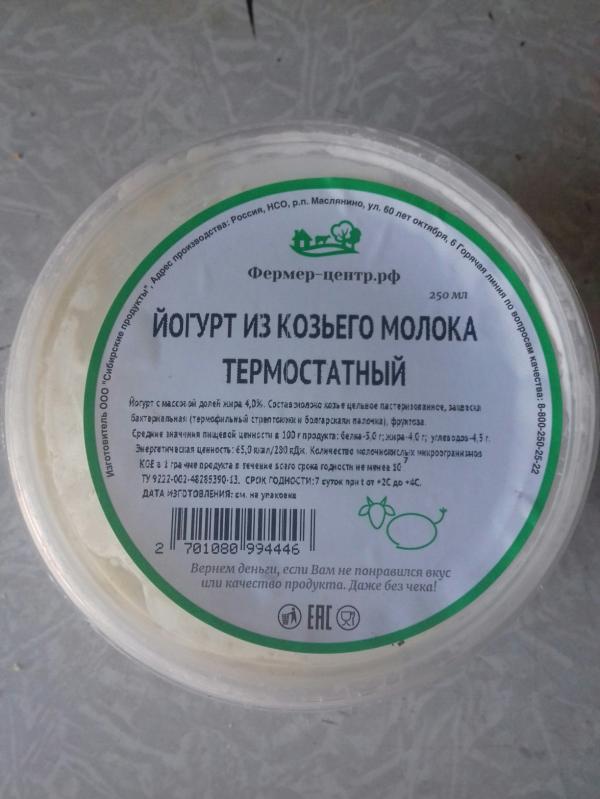 Изготовитель ООО "Сибирские продукты", Адрес производства: Россия, НСО, р.п. Маслянино, ул. 60 лет октября, 6 Горячая линия по вопросам качества: 8-800-250-25-22
Фермер-центр.рф
250 мл
ЙОГУРТ ИЗ КОЗЬЕГО МОЛОКА
ТЕРМОСТАТНЫЙ
Йогурт с массовой долей жира 4,0%. Состав: молоко козье цельное пастеризованное, закваска
бактериальная (термофильный стрептококк и болгарская палочка), фруктоза.
Средние значения пищевой ценности в 100 г продукта: белка-3,0 г; жира-4,0 г; углеводов-4,5 г.
Энергетическая ценность: 65,0 ккал/280 кДж. Количество молочнокислых микроорганизмов
КОЕ в 1 грамме продукта в течение всего срока годности не менее 10⁷
ТУ 9222-002-48285390-13. СРОК ГОДНОСТИ: 7 суток при t от +2С до +4С.
ДАТА ИЗГОТОВЛЕНИЯ: см. на упаковке
2 701080 994446
Вернем деньги, если Вам не понравился вкус
или качество продукта. Даже без чека!
EAC